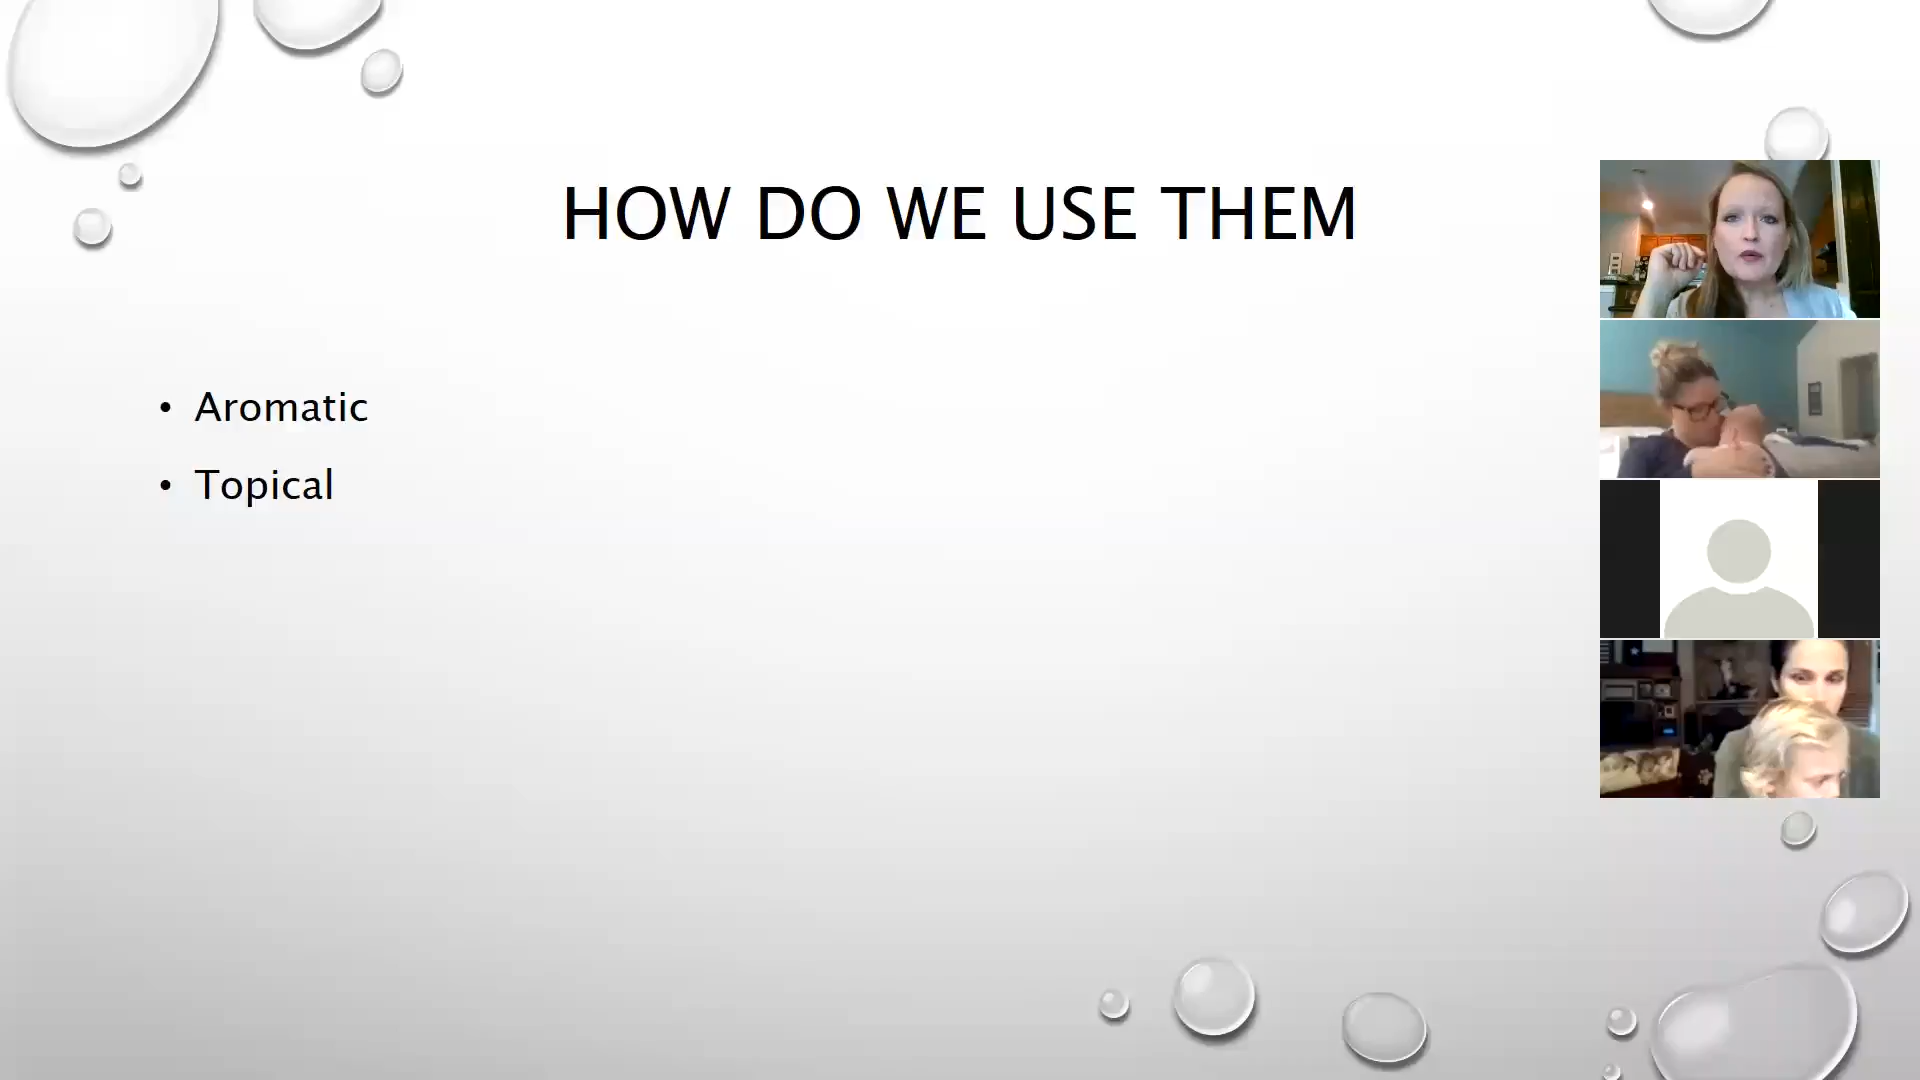 HOW DO WE USE THEM
• Aromatic
• Topical